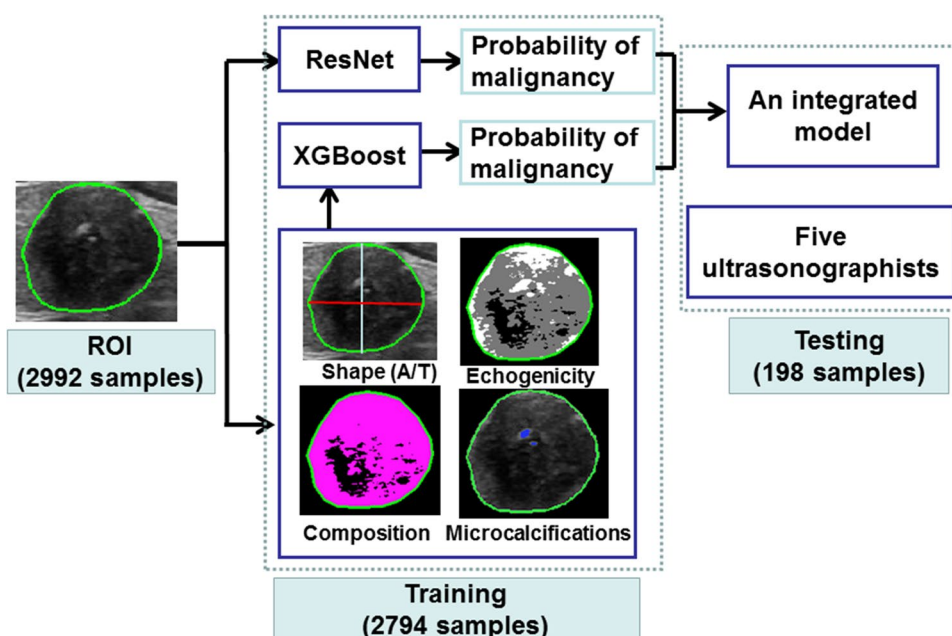 ResNet
Probability of
malignancy
An integrated
model
XGBoost
Probability of
malignancy
Five
ultrasonographists
ROI
(2992 samples)
Shape (A/T)
Echogenicity
Composition
Microcalcifications
Testing
(198 samples)
Training
(2794 samples)